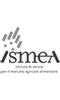 ismea
istituto di servizi
per il mercato agricolo alimentare